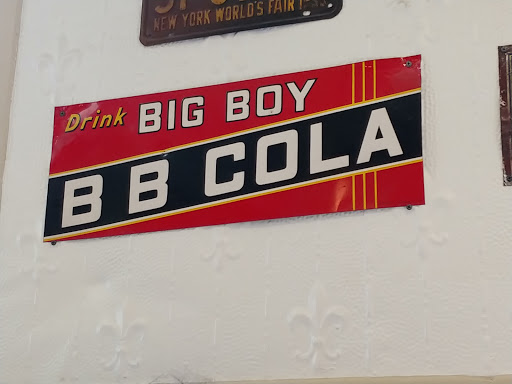 NEW YORK WORLD'S FAIR
Drink BIG BOY
B B COLA